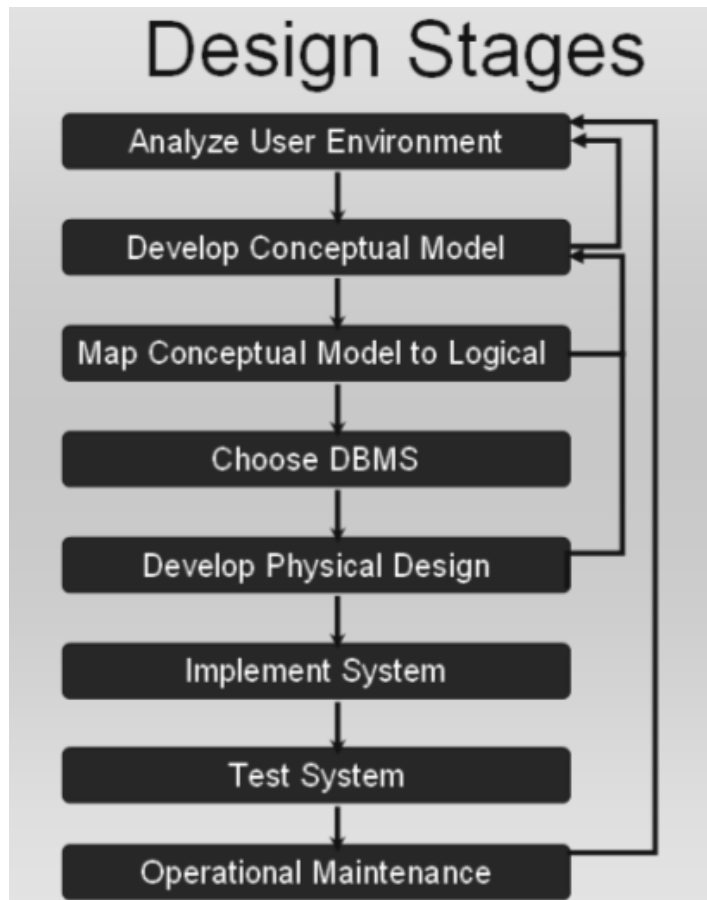 Design Stages
Analyze User Environment
Develop Conceptual Model
Map Conceptual Model to Logical
Choose DBMS
Develop Physical Design
Implement System
Test System
Operational Maintenance